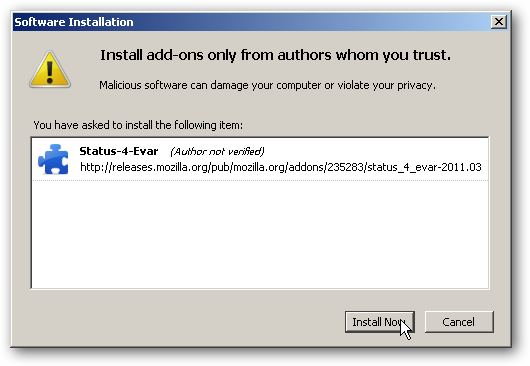 Software Installation
Install add-ons only from authors whom you trust.
Malicious software can damage your computer or violate your privacy.
You have asked to install the following item:
Status-4-Evar (Author not verified)
http://releases.mozilla.org/pub/mozilla.org/addons/235283/status_4_evar-2011.03
Install Now Cancel